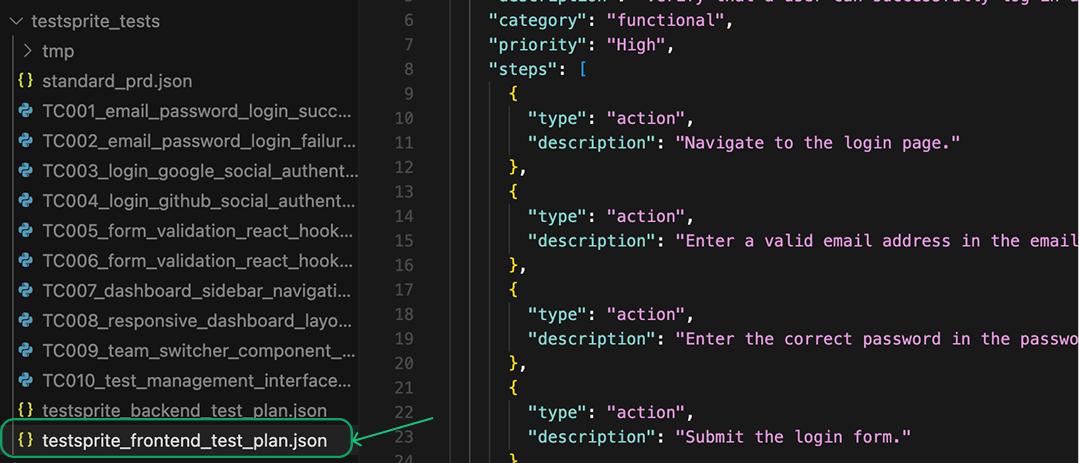 testsprite_tests
tmp
standard_prd.json
TC001_email_password_login_succ...
TC002_email_password_login_failur...
TC003_login_google_social_authent...
TC004_login_github_social_authent...
TC005_form_validation_react_hook...
TC006_form_validation_react_hook...
TC007_dashboard_sidebar_navigati...
TC008_responsive_dashboard_layo...
TC009_team_switcher_component_...
TC010_test_management_interface...
testsprite_backend_test_plan.json
testsprite_frontend_test_plan.json
5 "description": "Verify that a user can successfully log in
6 "category": "functional",
7 "priority": "High",
8 "steps": [
9 {
10 "type": "action",
11 "description": "Navigate to the login page."
12 },
13 {
14 "type": "action",
15 "description": "Enter a valid email address in the email
16 },
17 {
18 "type": "action",
19 "description": "Enter the correct password in the passwo
20 },
21 {
22 "type": "action",
23 "description": "Submit the login form."
24 }